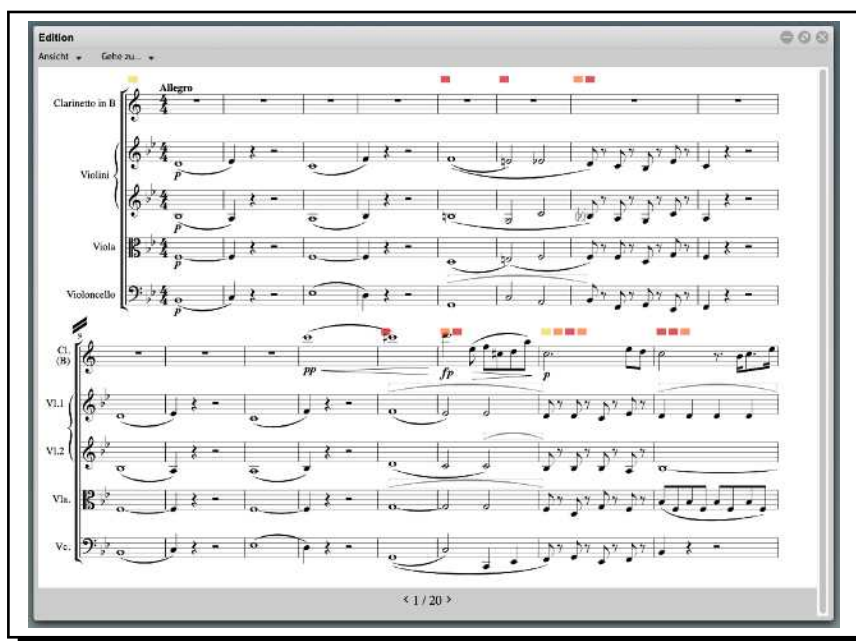 Edition
Ansicht Gehe zu...
Allegro
Clarinetto in B
Violini
p
p
Viola
p
Violoncello
p
Cl.
(B)
pp fp p
Vl.1
Vl.2
Vla.
Vc.
< 1 / 20 >